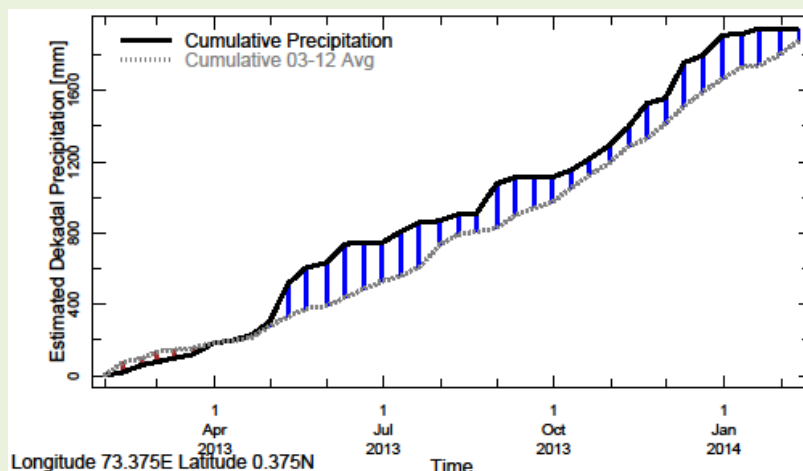 Cumulative Precipitation
Cumulative 03-12 Avg
Estimated Dekadal Precipitation [mm]
1600
1200
800
400
0
1 1 1 1
Apr Jul Oct Jan
2013 2013 2013 2014
Longitude 73.375E Latitude 0.375N
Time